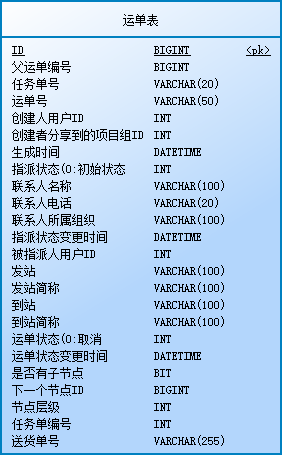 运单表
ID BIGINT <pk>
父运单编号 BIGINT
任务单号 VARCHAR(20)
运单号 VARCHAR(50)
创建人用户ID INT
创建者分享到的项目组ID INT
生成时间 DATETIME
指派状态(0:初始状态 INT
联系人名称 VARCHAR(100)
联系人电话 VARCHAR(20)
联系人所属组织 VARCHAR(100)
指派状态变更时间 DATETIME
被指派人用户ID INT
发站 VARCHAR(100)
发站简称 VARCHAR(100)
到站 VARCHAR(100)
到站简称 VARCHAR(100)
运单状态(0:取消 INT
运单状态变更时间 DATETIME
是否有子节点 BIT
下一个节点ID BIGINT
节点层级 INT
任务单编号 INT
送货单号 VARCHAR(255)